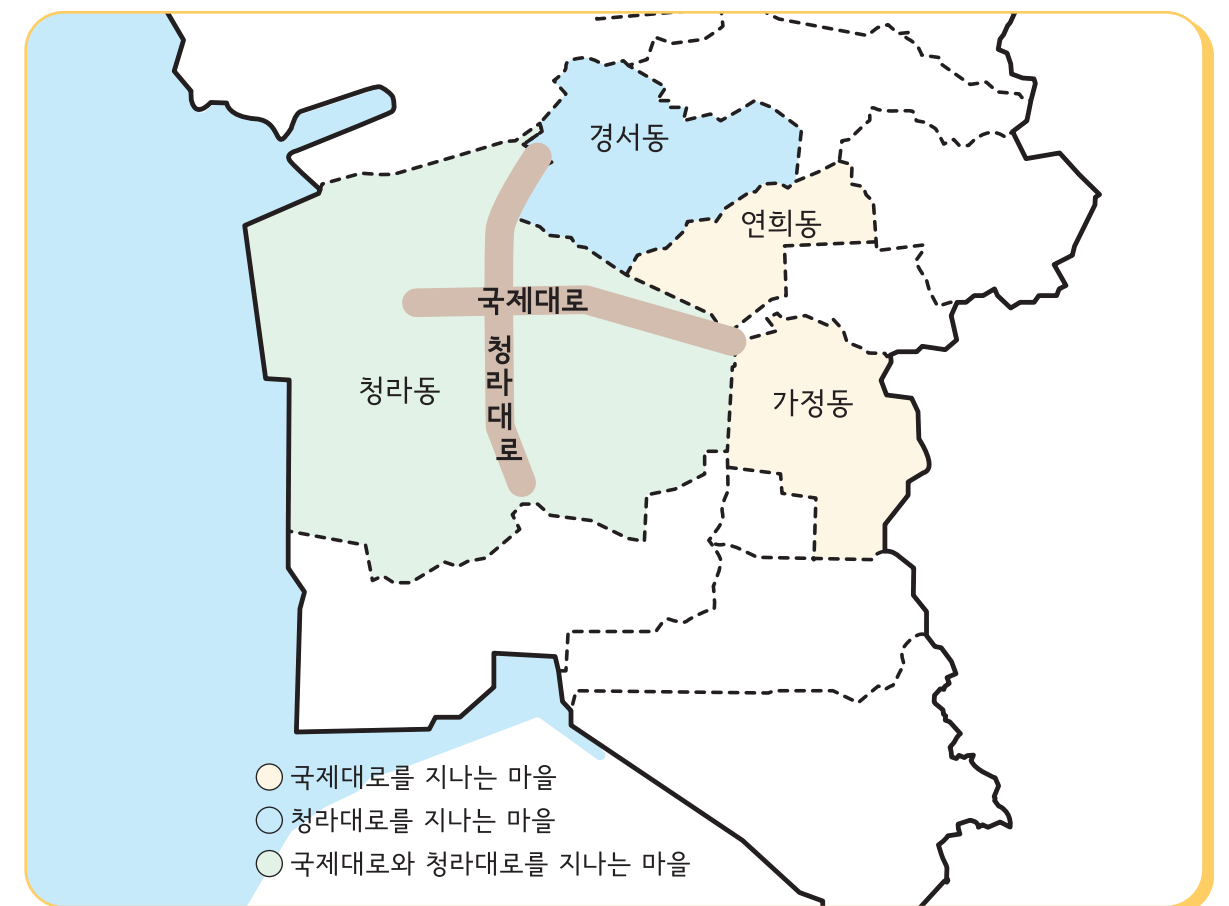 경서동
연희동
국제대로
청라대로
청라동
가정동
국제대로를 지나는 마을
청라대로를 지나는 마을
국제대로와 청라대로를 지나는 마을